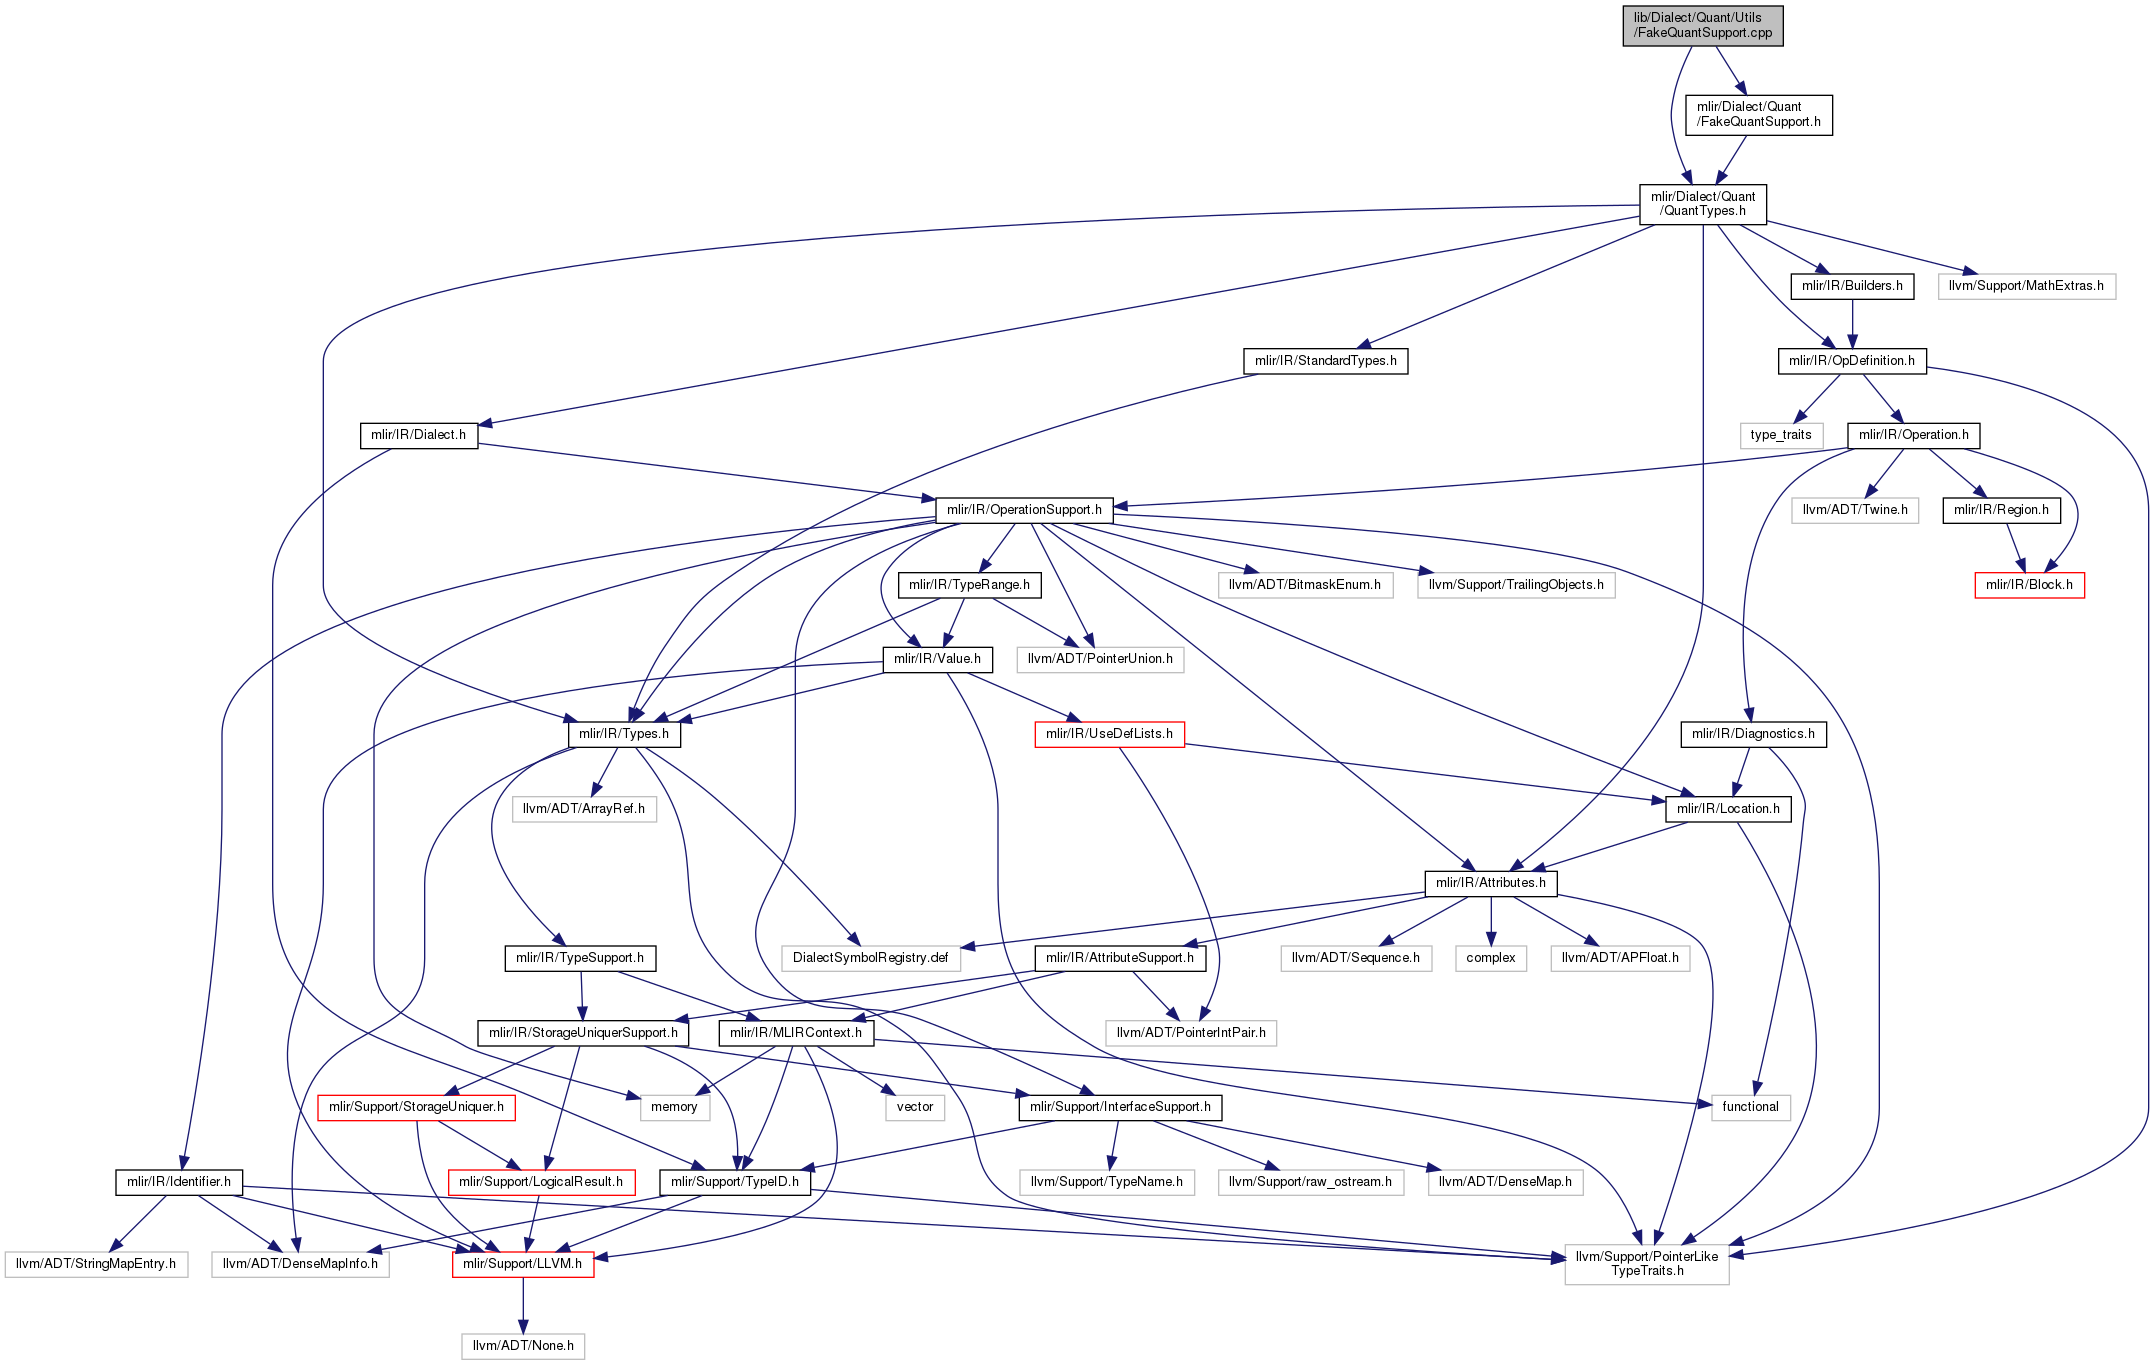 lib/Dialect/Quant/Utils
/FakeQuantSupport.cpp
mlir/Dialect/Quant
/FakeQuantSupport.h
mlir/Dialect/Quant
/QuantTypes.h
mlir/IR/Builders.h
llvm/Support/MathExtras.h
mlir/IR/StandardTypes.h
mlir/IR/OpDefinition.h
mlir/IR/Dialect.h
type_traits
mlir/IR/Operation.h
mlir/IR/OperationSupport.h
llvm/ADT/Twine.h
mlir/IR/Region.h
mlir/IR/TypeRange.h
llvm/ADT/BitmaskEnum.h
llvm/Support/TrailingObjects.h
mlir/IR/Block.h
mlir/IR/Value.h
llvm/ADT/PointerUnion.h
mlir/IR/Types.h
mlir/IR/UseDefLists.h
mlir/IR/Diagnostics.h
llvm/ADT/ArrayRef.h
mlir/IR/Location.h
mlir/IR/Attributes.h
mlir/IR/TypeSupport.h
DialectSymbolRegistry.def
mlir/IR/AttributeSupport.h
llvm/ADT/Sequence.h
complex
llvm/ADT/APFloat.h
mlir/IR/StorageUniquerSupport.h
mlir/IR/MLIRContext.h
llvm/ADT/PointerIntPair.h
mlir/Support/StorageUniquer.h
memory
vector
mlir/Support/InterfaceSupport.h
functional
mlir/IR/Identifier.h
mlir/Support/LogicalResult.h
mlir/Support/TypeID.h
llvm/Support/TypeName.h
llvm/Support/raw_ostream.h
llvm/ADT/DenseMap.h
llvm/ADT/StringMapEntry.h
llvm/ADT/DenseMapInfo.h
mlir/Support/LLVM.h
llvm/Support/PointerLike
TypeTraits.h
llvm/ADT/None.h